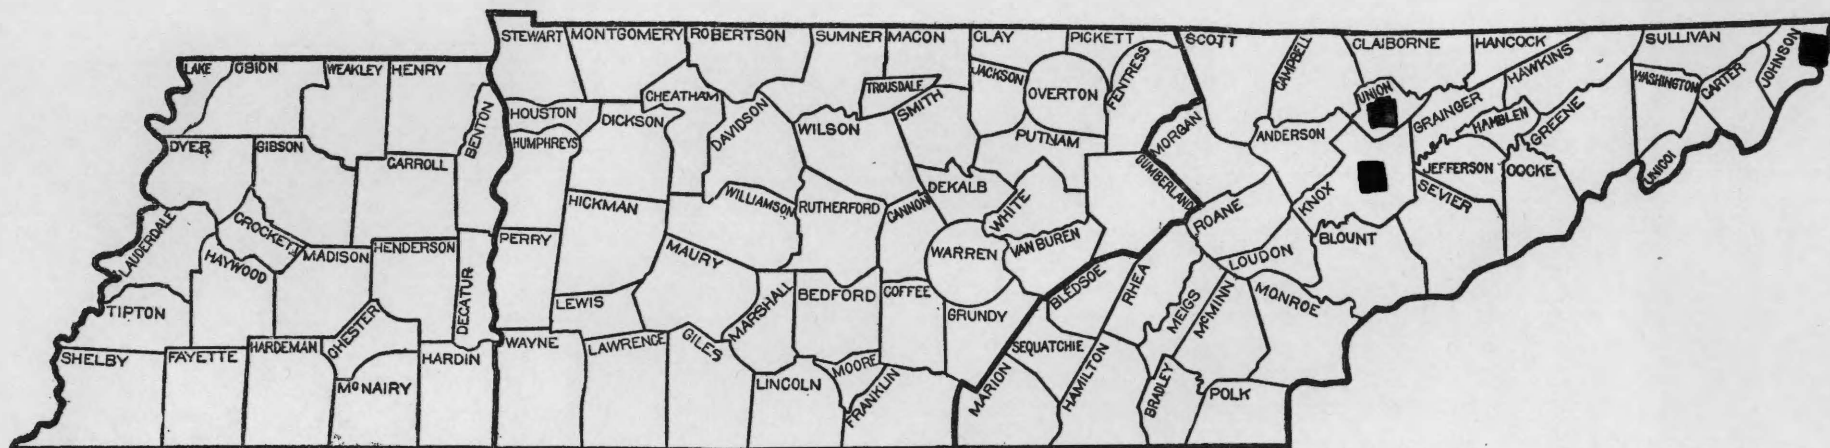 STEWART
MONTGOMERY
ROBERTSON
SUMNER
MACON
CLAY
PICKETT
SCOTT
CAMPBELL
CLAIBORNE
HANCOCK
HAWKINS
SULLIVAN
JOHNSON
LAKE
OBION
WEAKLEY
HENRY
HOUSTON
CHEATHAM
TROUSDALE
JACKSON
OVERTON
FENTRESS
UNION
GRAINGER
HAMBLEN
GREENE
WASHINGTON
CARTER
UNICOI
DYER
GIBSON
CARROLL
BENTON
HUMPHREYS
DICKSON
DAVIDSON
WILSON
SMITH
PUTNAM
MORGAN
ANDERSON
JEFFERSON
COCKE
LAUDERDALE
CROCKETT
HAYWOOD
MADISON
HENDERSON
DECATUR
PERRY
HICKMAN
WILLIAMSON
RUTHERFORD
CANNON
DEKALB
WHITE
CUMBERLAND
ROANE
KNOX
SEVIER
TIPTON
CHESTER
LEWIS
MAURY
MARSHALL
BEDFORD
COFFEE
WARREN
VAN BUREN
BLEDSOE
RHEA
MEIGS
LOUDON
BLOUNT
McMINN
MONROE
SHELBY
FAYETTE
HARDEMAN
McNAIRY
HARDIN
WAYNE
LAWRENCE
GILES
LINCOLN
MOORE
FRANKLIN
GRUNDY
SEQUATCHIE
MARION
HAMILTON
BRADLEY
POLK